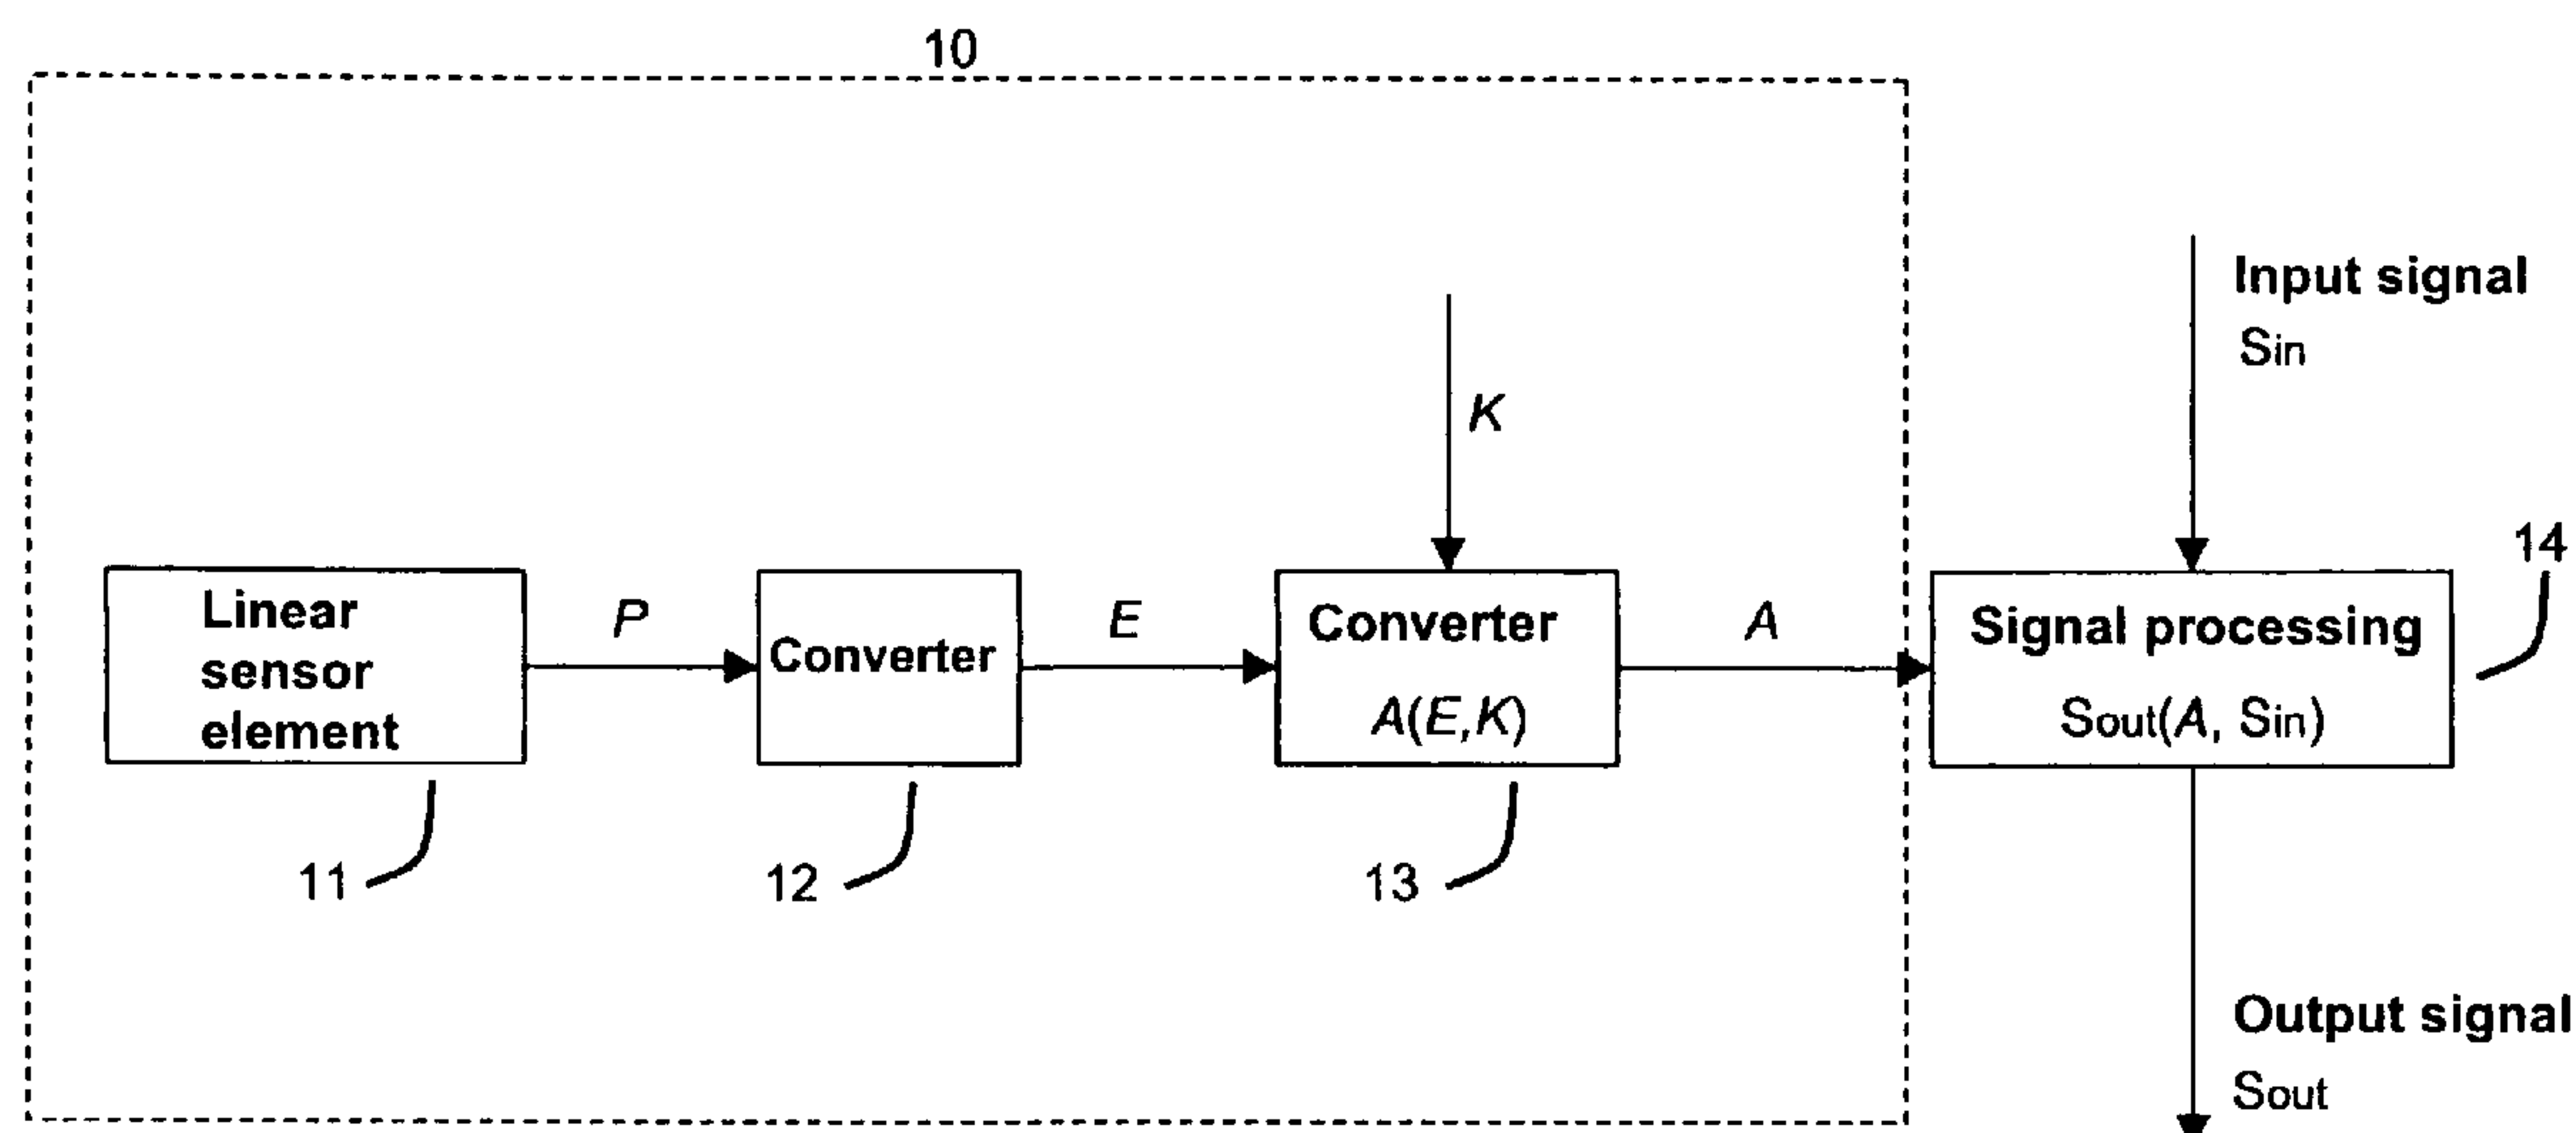 10
Input signal
Sin
K
14
Linear
sensor
element
P
Converter
E
Converter
A(E,K)
A
Signal processing
Sout(A, Sin)
11
12
13
Output signal
Sout